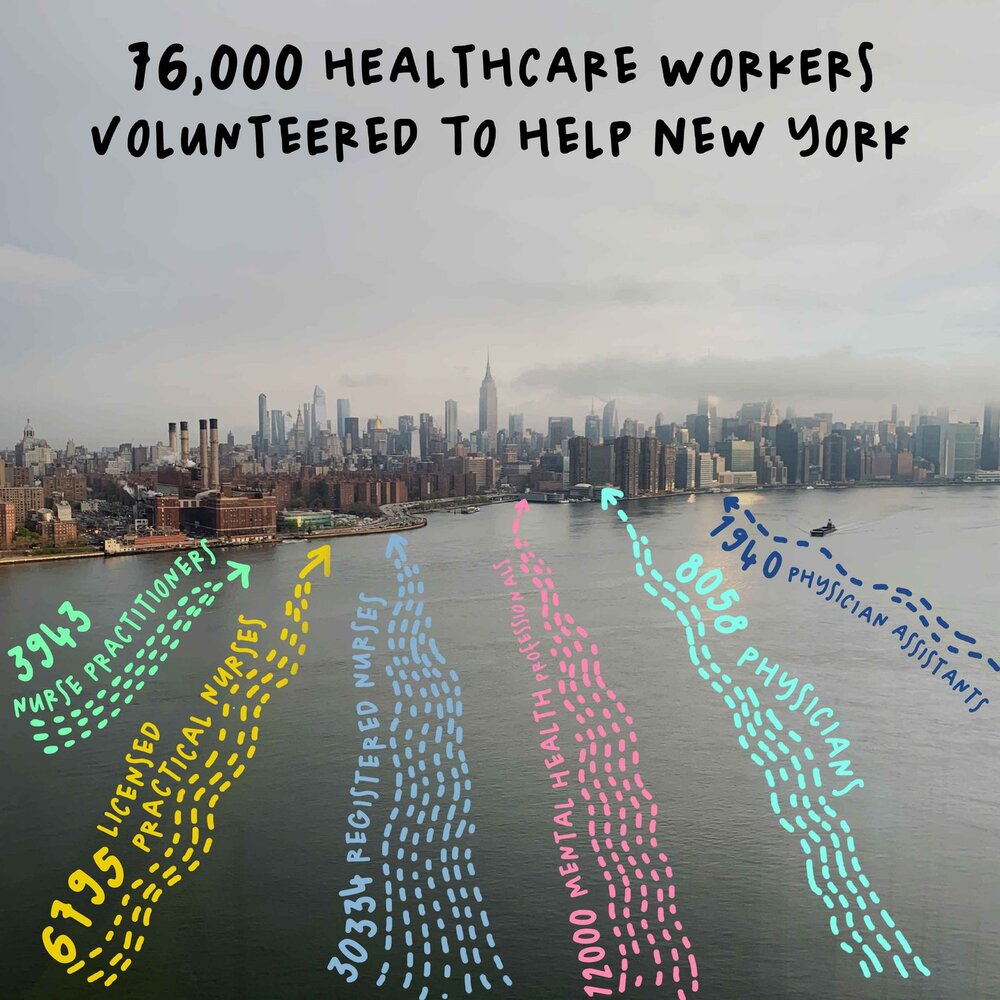 76,000 HEALTHCARE WORKERS
VOLUNTEERED TO HELP NEW YORK
3943
NURSE PRACTITIONERS
6795 LICENSED
PRACTICAL NURSES
30334 REGISTERED NURSES
12000 MENTAL HEALTH PROFESSIONALS
8058 PHYSICIANS
1940 PHYSICIAN ASSISTANTS